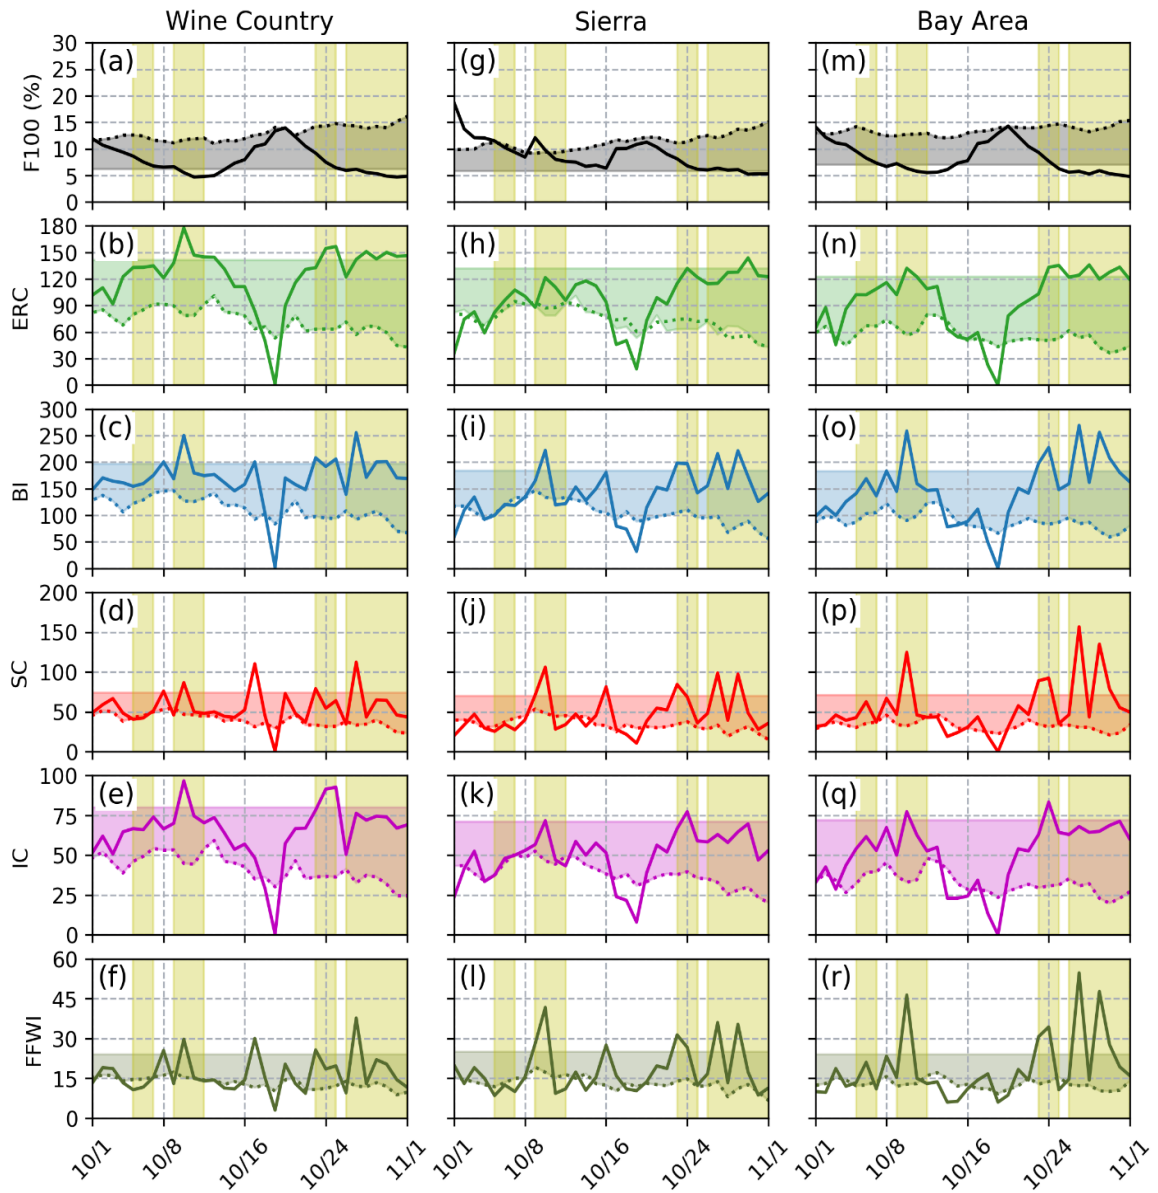 Wine Country Sierra Bay Area
(a) (g) (m)
F100 (%)
30
25
20
15
10
5
0
(b) (h) (n)
ERC
180
150
120
90
60
30
0
(c) (i) (o)
BI
300
250
200
150
100
50
0
(d) (j) (p)
SC
200
150
100
50
0
(e) (k) (q)
IC
100
75
50
25
0
(f) (l) (r)
FFWI
60
45
30
15
0
10/1 10/8 10/16 10/24 11/1 10/1 10/8 10/16 10/24 11/1 10/1 10/8 10/16 10/24 11/1